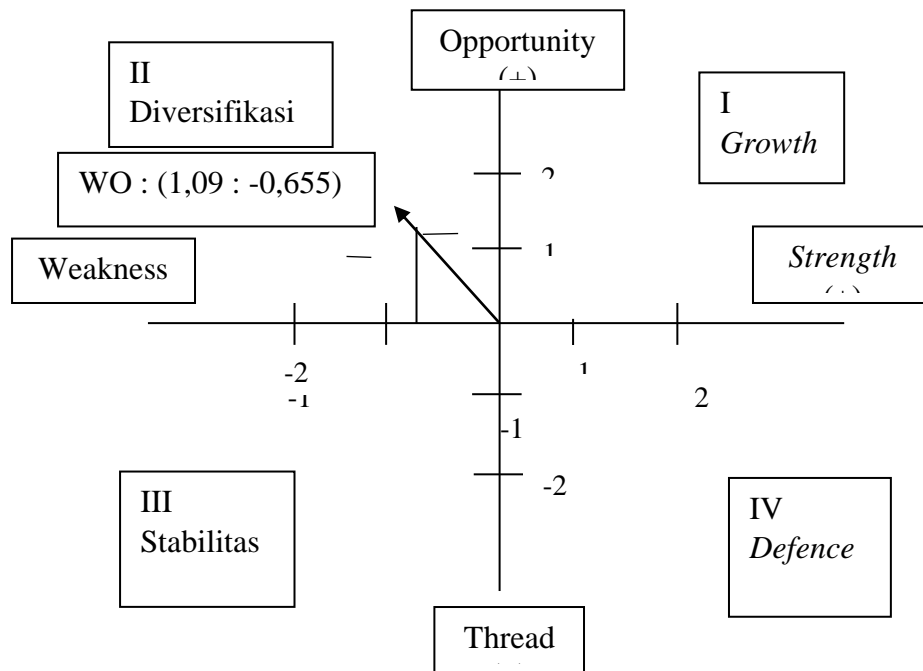 Opportunity
(+)
II
Diversifikasi
I
Growth
WO : (1,09 : -0,655)
2
1
Weakness
Strength
(+)
-2
-1
1
2
-1
-2
III
Stabilitas
IV
Defence
Thread